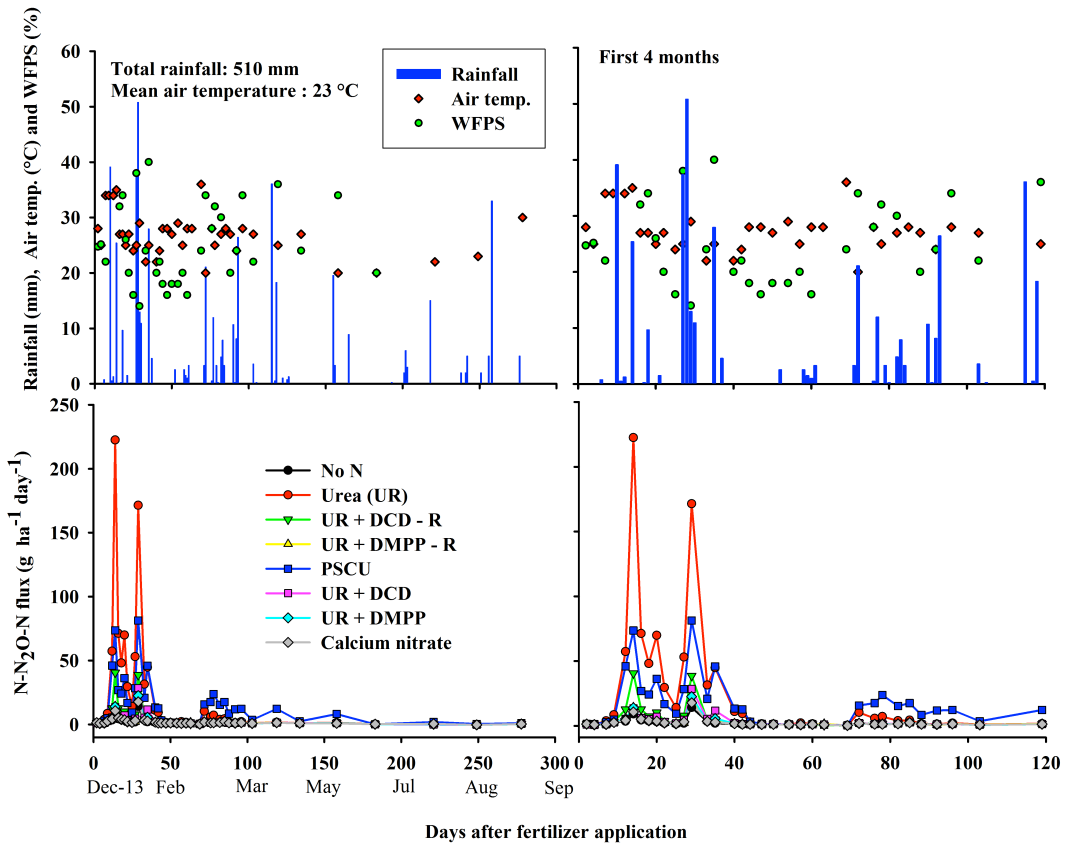 Rainfall (mm), Air temp. (°C) and WFPS (%)
60
50
40
30
20
10
0
Total rainfall: 510 mm
Mean air temperature : 23 °C
Rainfall
Air temp.
WFPS
First 4 months
N-N2O-N flux (g ha-1 day-1)
250
200
150
100
50
0
No N
Urea (UR)
UR + DCD - R
UR + DMPP - R
PSCU
UR + DCD
UR + DMPP
Calcium nitrate
0 50 100 150 200 250 300
Dec-13 Feb Mar May Jul Aug Sep
0 20 40 60 80 100 120
Days after fertilizer application